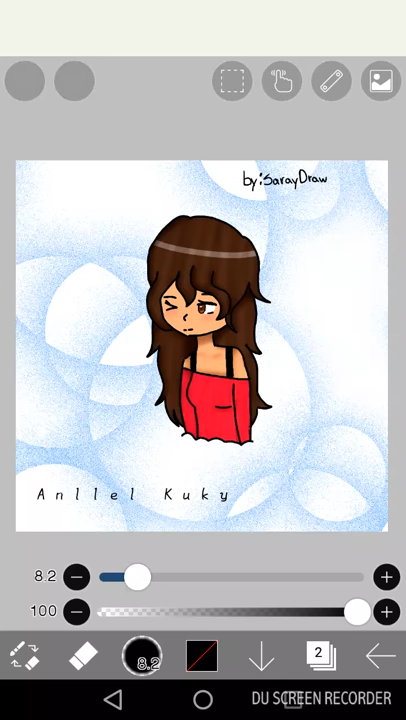 by:SarayDraw
Anllel Kuky
8.2
100
8.2
2
DU SCREEN RECORDER